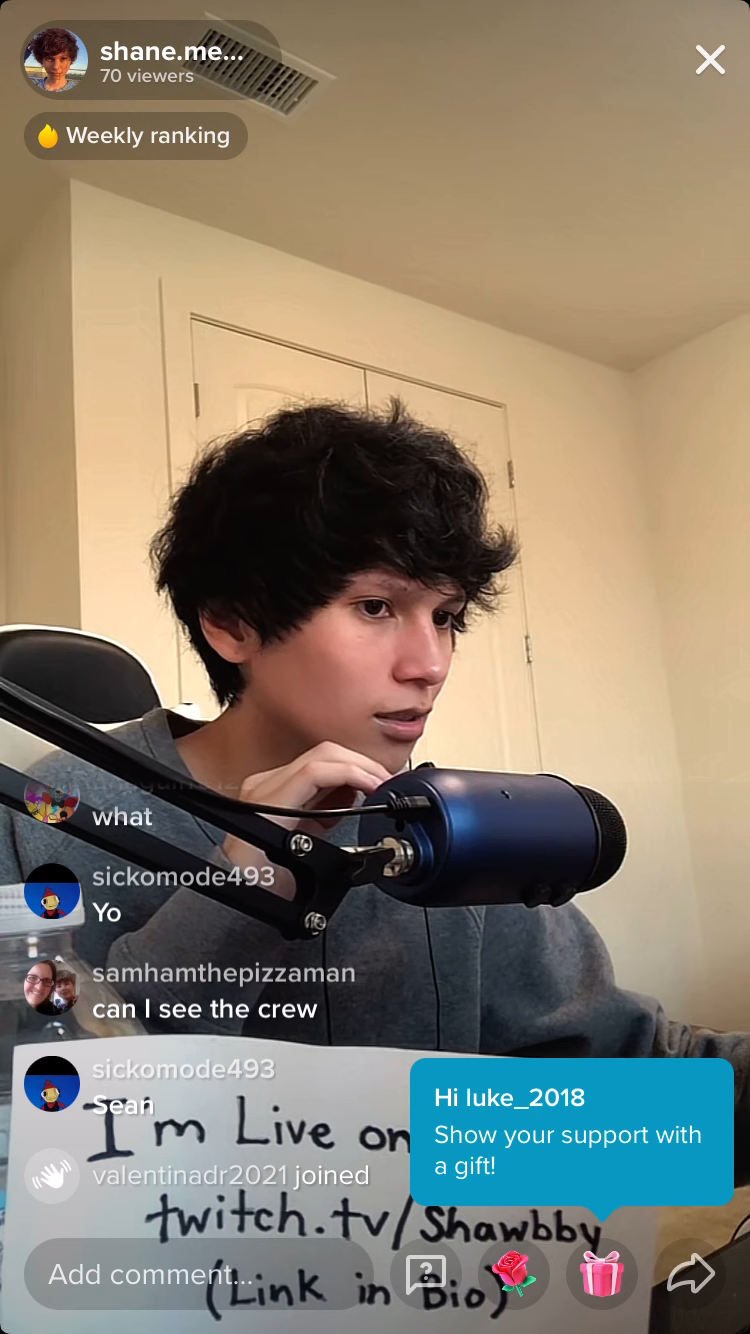 shane.me...
70 viewers
Weekly ranking
what
sickomode493
Yo
samhamthepizzaman
can I see the crew
sickomode493
Sean
I'm Live on
Hi luke_2018
Show your support with
a gift!
valentinadr2021 joined
twitch.tv/Shawbby
Add comment...
(Link in Bio)